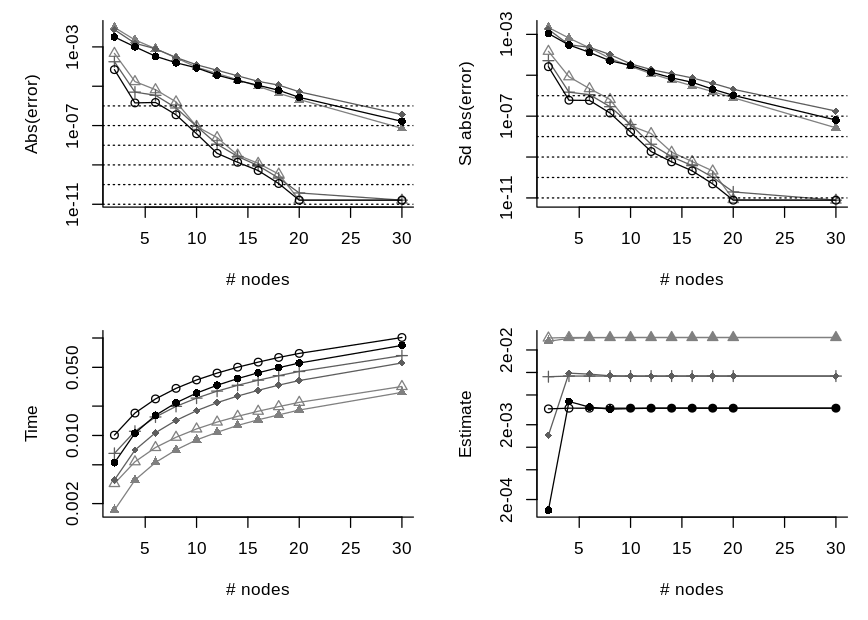 Abs(error)
1e-03
1e-07
1e-11
5 10 15 20 25 30
# nodes
Sd abs(error)
1e-03
1e-07
1e-11
5 10 15 20 25 30
# nodes
Time
0.050
0.010
0.002
5 10 15 20 25 30
# nodes
Estimate
2e-02
2e-03
2e-04
5 10 15 20 25 30
# nodes